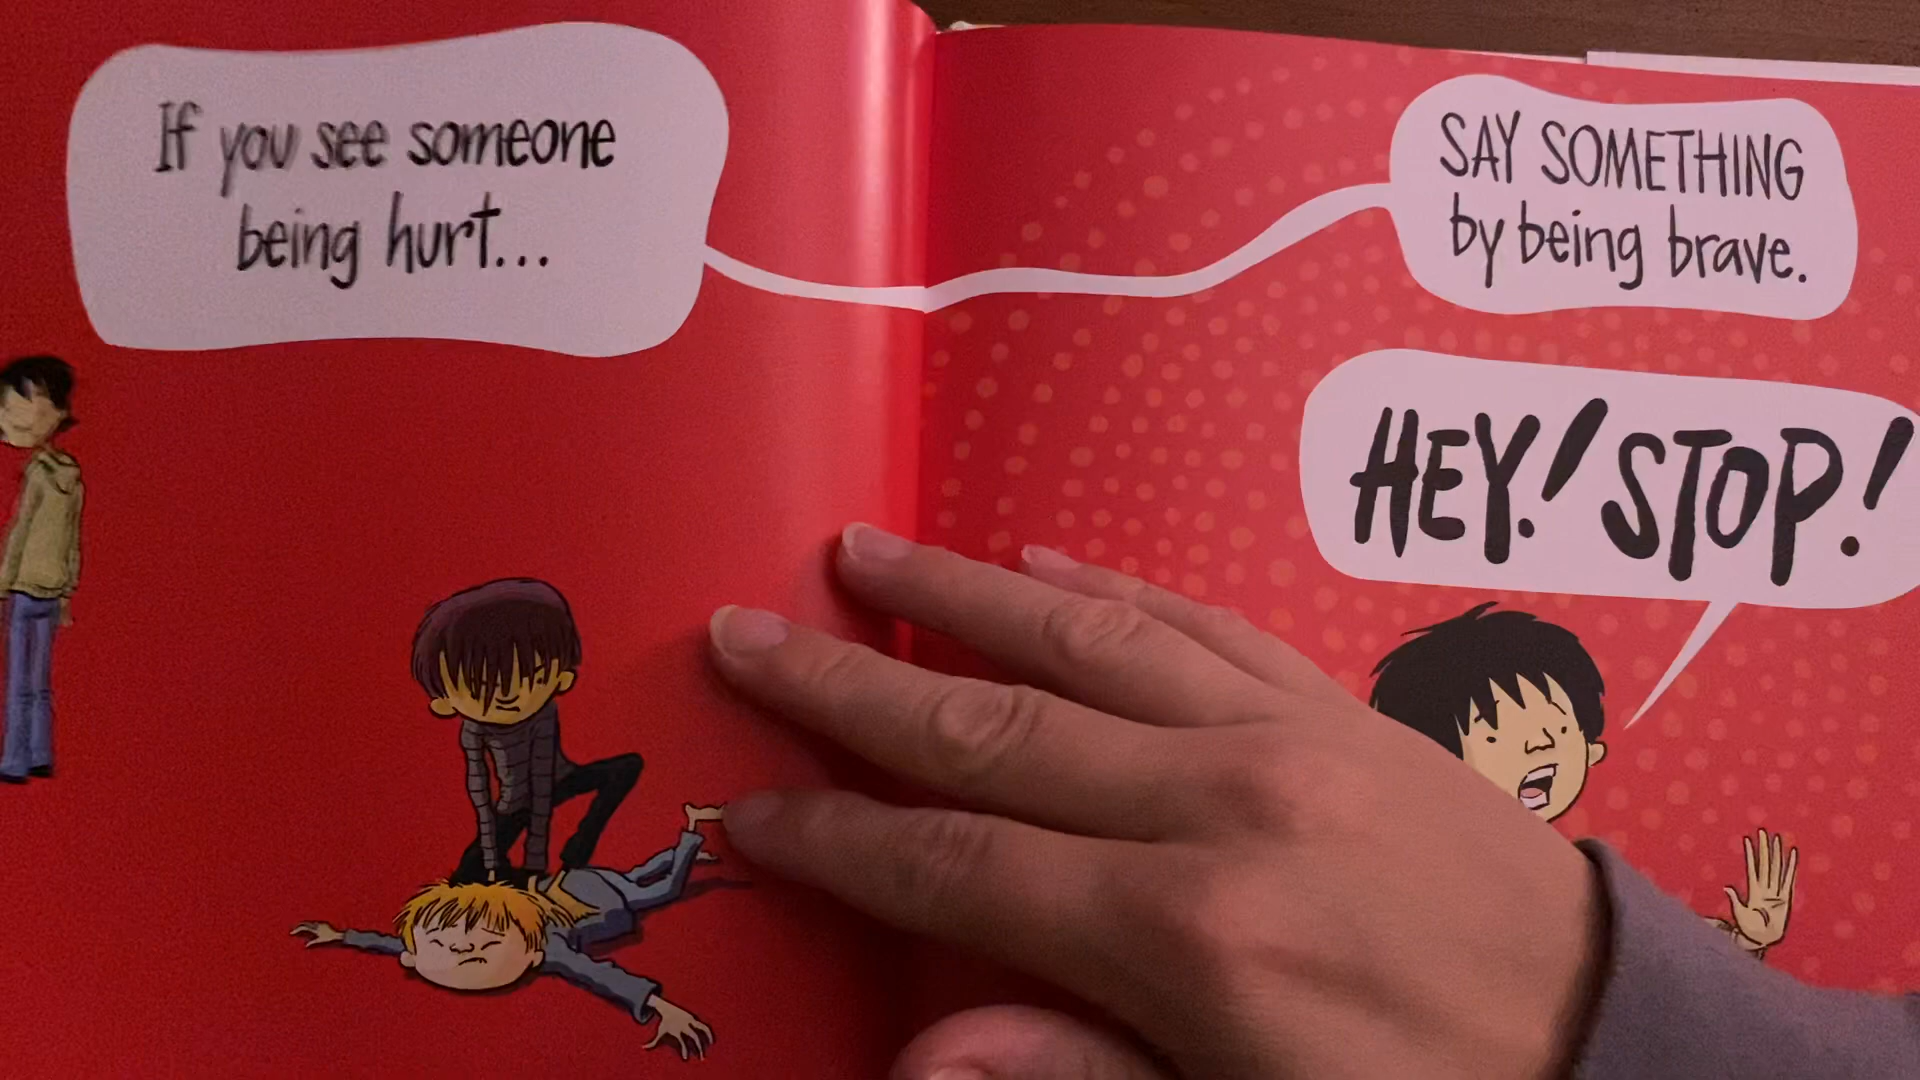 If you see someone
being hurt...
SAY SOMETHING
by being brave.
HEY! STOP!